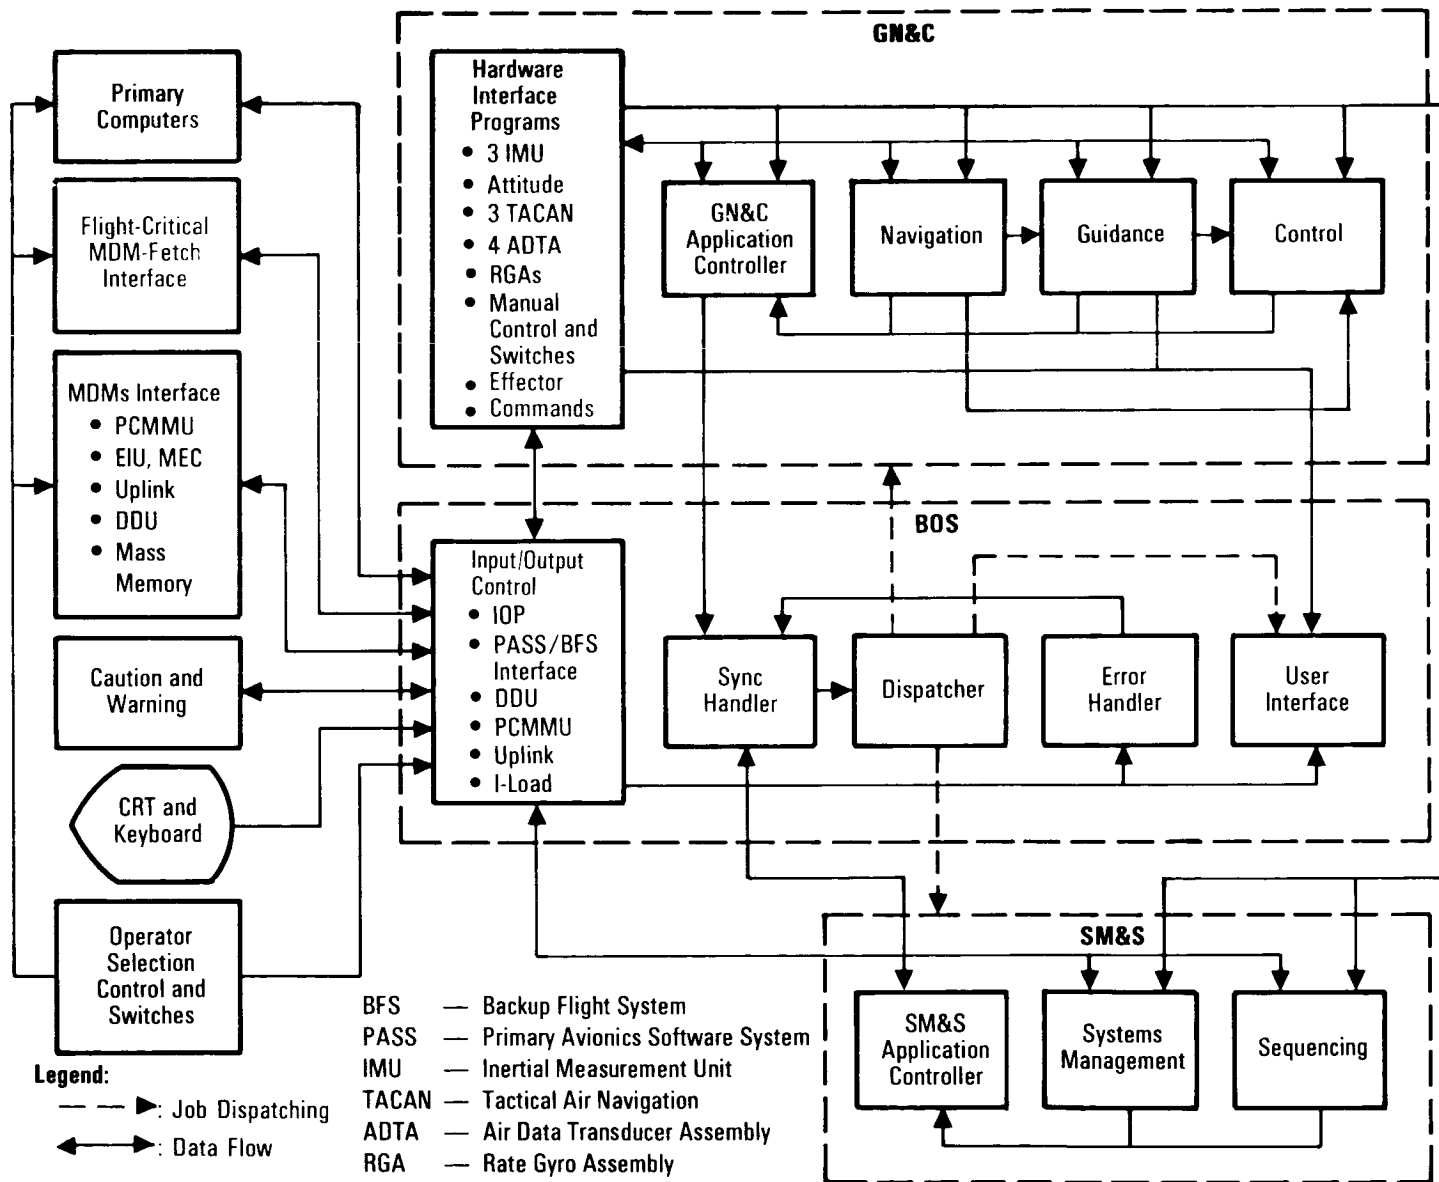 GN&C
Primary
Computers
Flight-Critical
MDM-Fetch
Interface
MDMs Interface
• PCMMU
• EIU, MEC
• Uplink
• DDU
• Mass
Memory
Caution and
Warning
CRT and
Keyboard
Operator
Selection
Control and
Switches
Hardware
Interface
Programs
• 3 IMU
• Attitude
• 3 TACAN
• 4 ADTA
• RGAs
• Manual
Control and
Switches
• Effector
• Commands
GN&C
Application
Controller
Navigation
Guidance
Control
BOS
Input/Output
Control
• IOP
• PASS/BFS
Interface
• DDU
• PCMMU
• Uplink
• I-Load
Sync
Handler
Dispatcher
Error
Handler
User
Interface
SM&S
SM&S
Application
Controller
Systems
Management
Sequencing
BFS — Backup Flight System
PASS — Primary Avionics Software System
IMU — Inertial Measurement Unit
TACAN — Tactical Air Navigation
ADTA — Air Data Transducer Assembly
RGA — Rate Gyro Assembly
Legend:
: Job Dispatching
: Data Flow